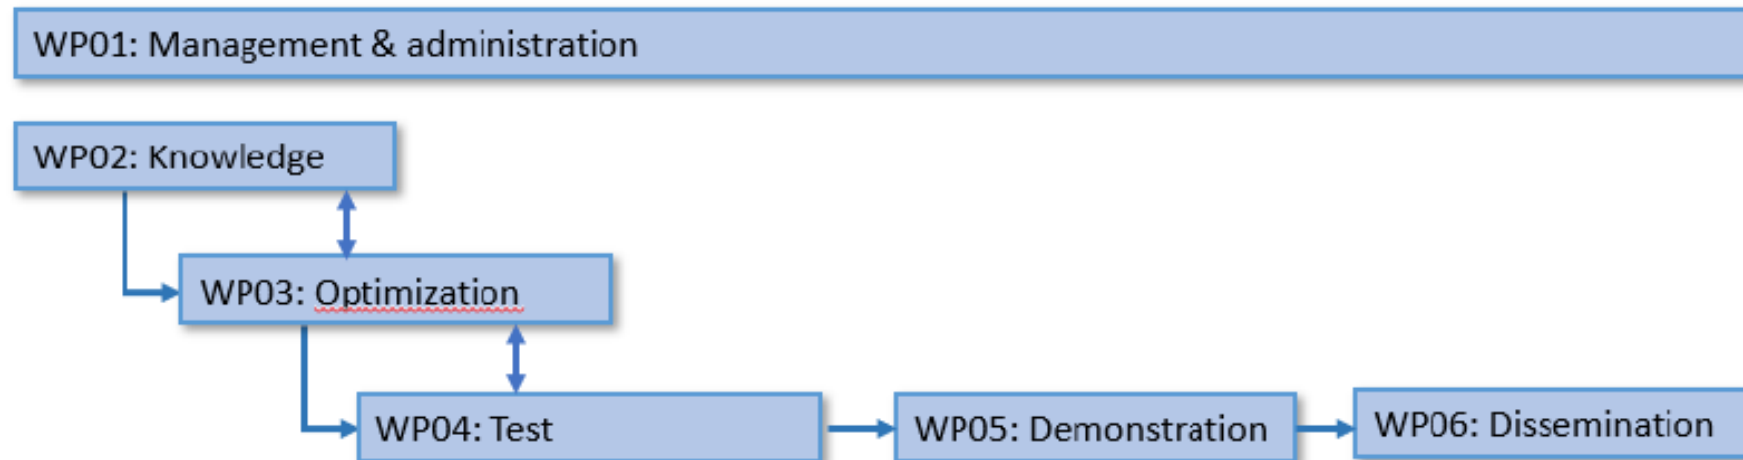 WP01: Management & administration
WP02: Knowledge
WP03: Optimization
WP04: Test
WP05: Demonstration
WP06: Dissemination